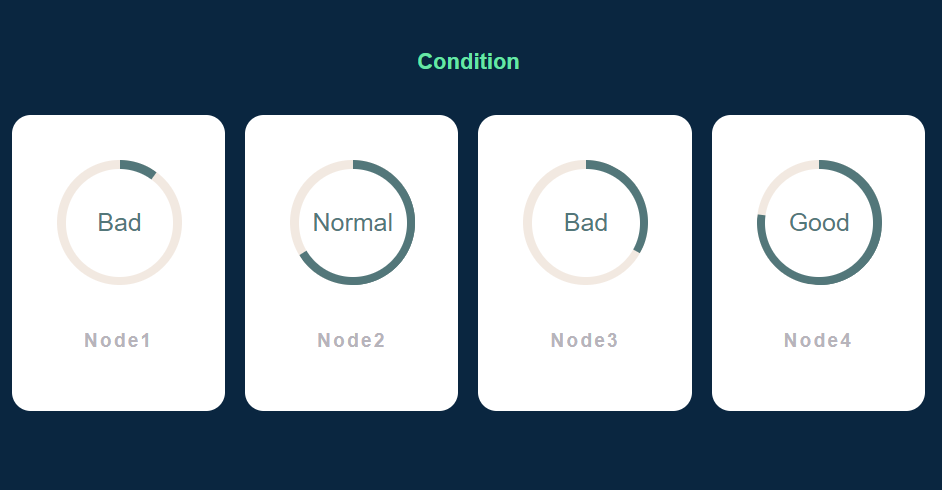 Condition
Bad
Normal
Bad
Good
Node1
Node2
Node3
Node4